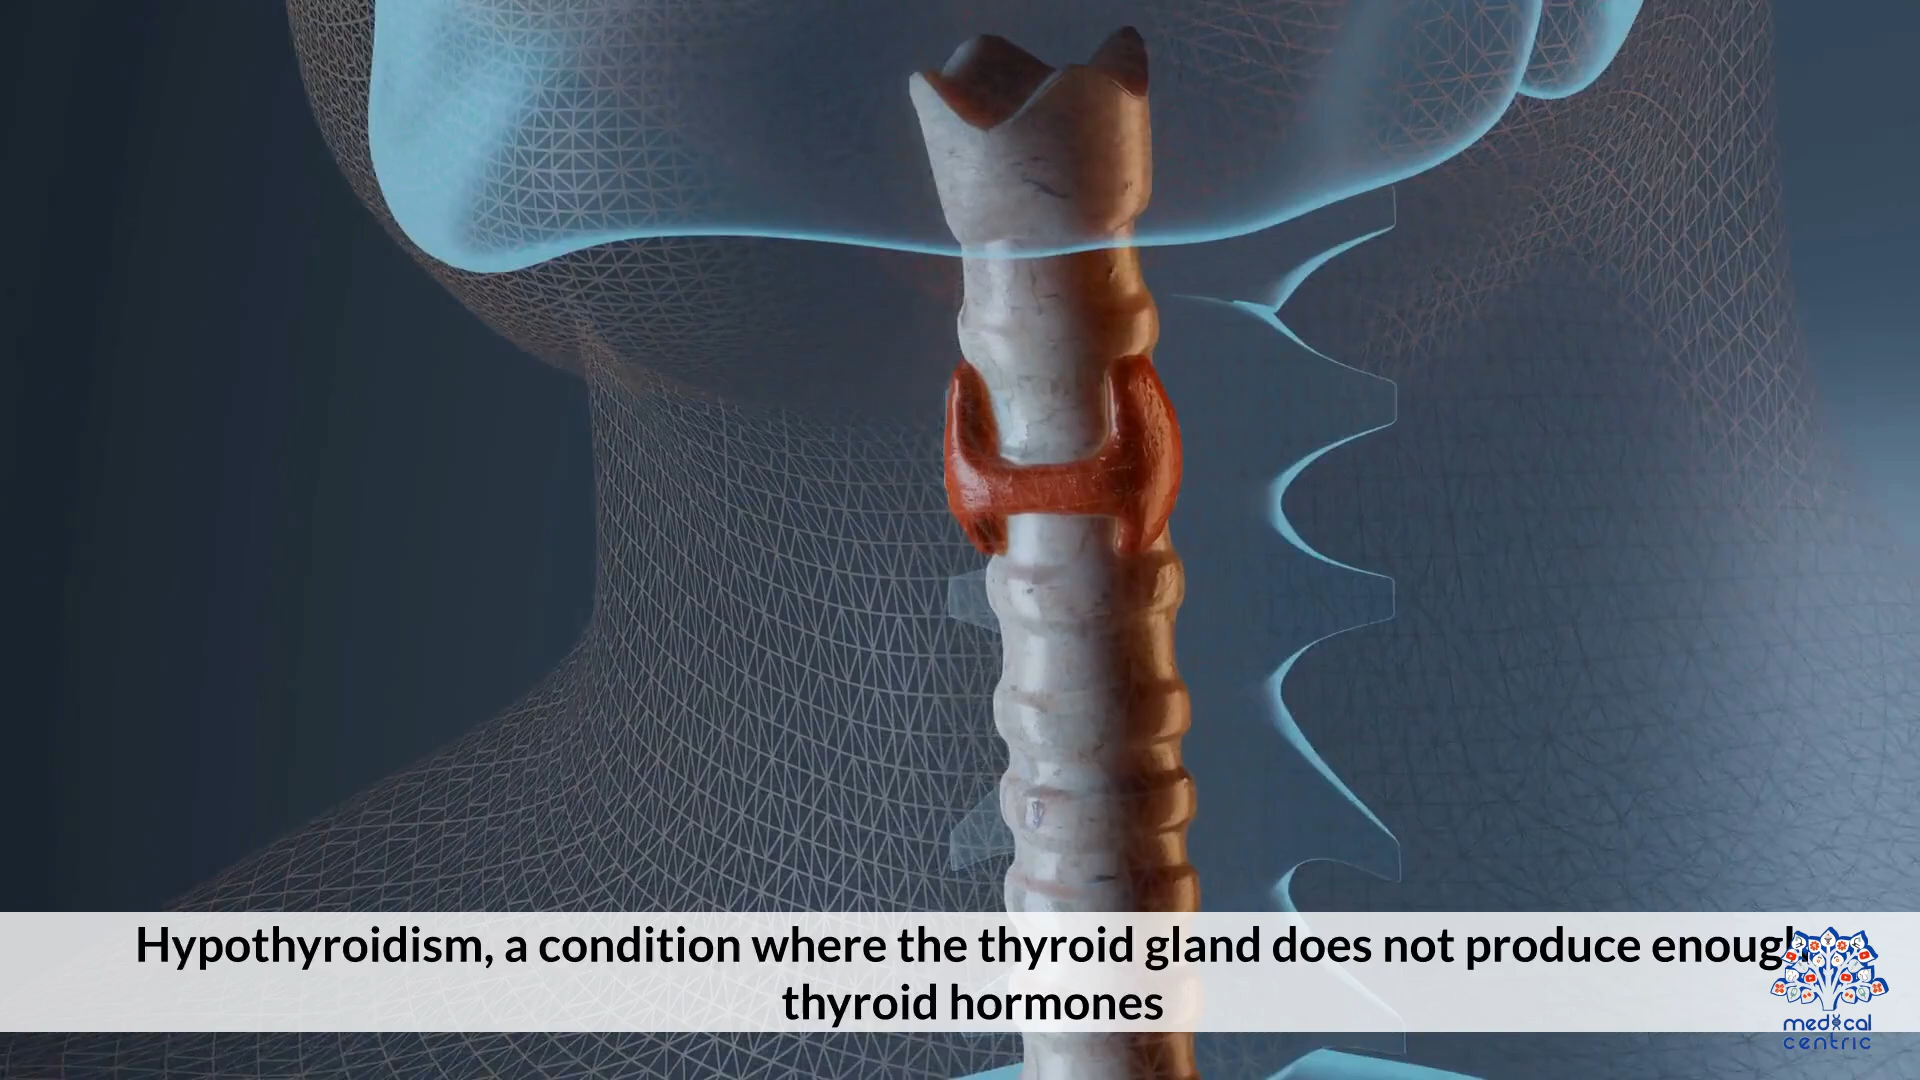 Hypothyroidism, a condition where the thyroid gland does not produce enough
thyroid hormones
medical
centric